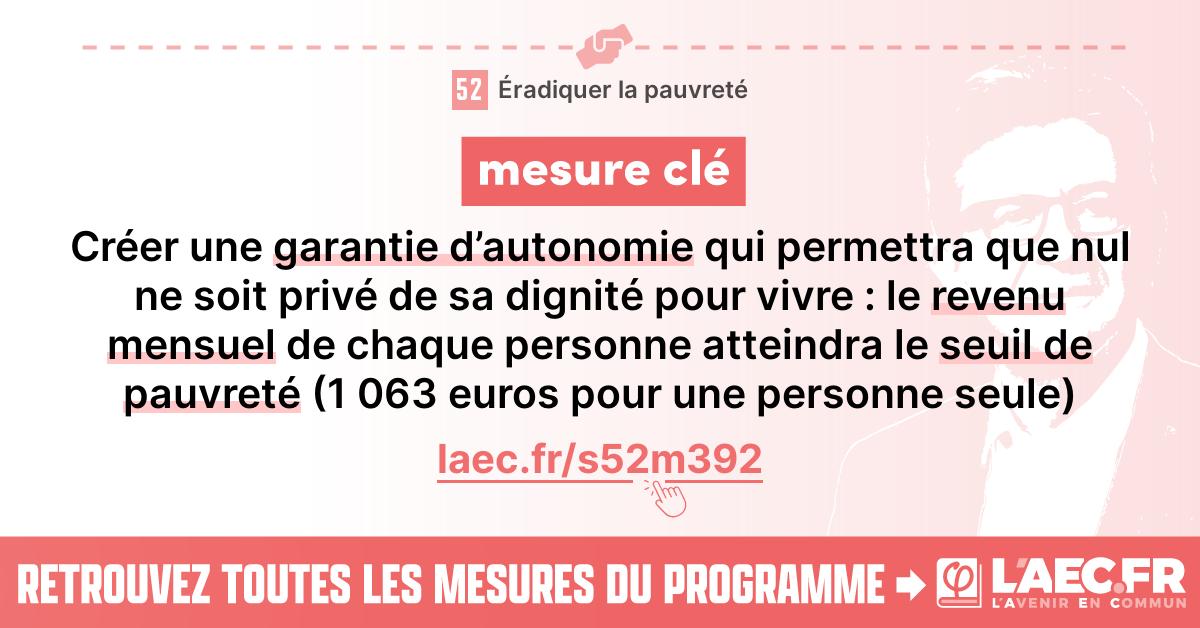 52 Éradiquer la pauvreté
mesure clé
Créer une garantie d’autonomie qui permettra que nul
ne soit privé de sa dignité pour vivre : le revenu
mensuel de chaque personne atteindra le seuil de
pauvreté (1 063 euros pour une personne seule)
laec.fr/s52m392
RETROUVEZ TOUTES LES MESURES DU PROGRAMME
L'AEC.FR
L'AVENIR EN COMMUN